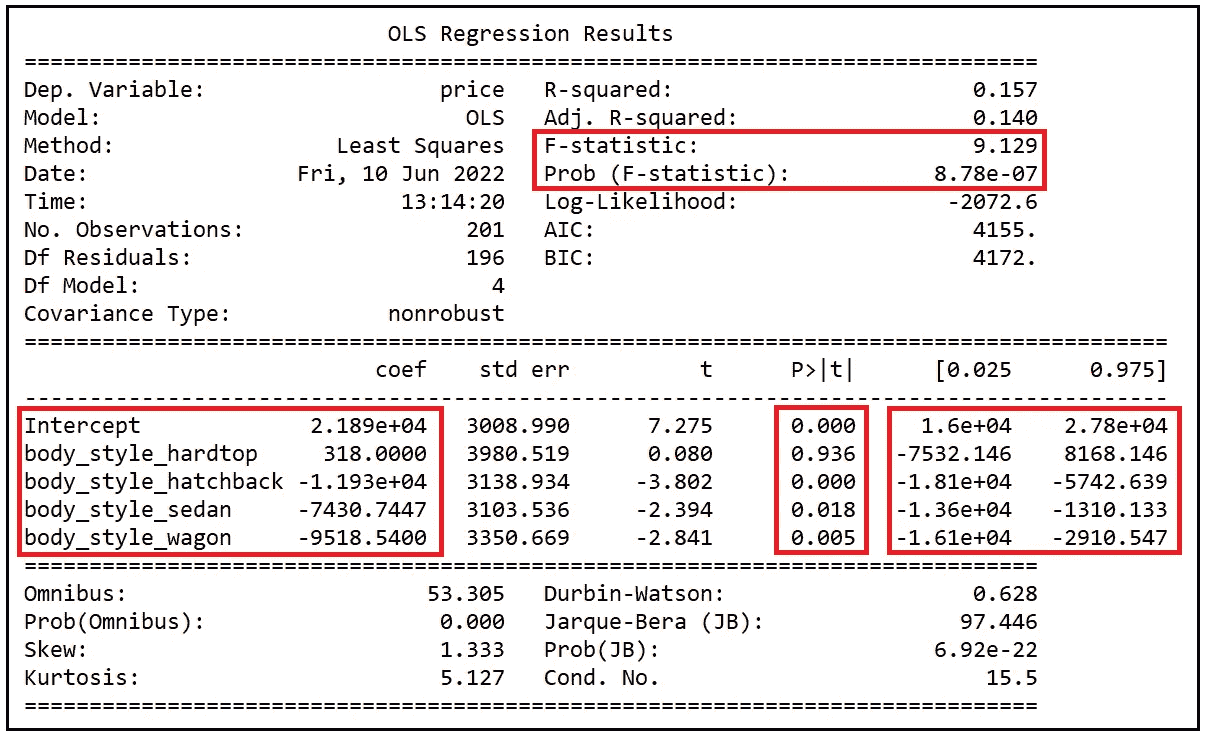 OLS Regression Results
==============================================================================
Dep. Variable: price R-squared: 0.157
Model: OLS Adj. R-squared: 0.140
Method: Least Squares F-statistic: 9.129
Date: Fri, 10 Jun 2022 Prob (F-statistic): 8.78e-07
Time: 13:14:20 Log-Likelihood: -2072.6
No. Observations: 201 AIC: 4155.
Df Residuals: 196 BIC: 4172.
Df Model: 4
Covariance Type: nonrobust
========================================================================================
coef std err t P>|t| [0.025 0.975]
----------------------------------------------------------------------------------------
Intercept 2.189e+04 3008.990 7.275 0.000 1.6e+04 2.78e+04
body_style_hardtop 318.0000 3980.519 0.080 0.936 -7532.146 8168.146
body_style_hatchback -1.193e+04 3138.934 -3.802 0.000 -1.81e+04 -5742.639
body_style_sedan -7430.7447 3103.536 -2.394 0.018 -1.36e+04 -1310.133
body_style_wagon -9518.5400 3350.669 -2.841 0.005 -1.61e+04 -2910.547
==============================================================================
Omnibus: 53.305 Durbin-Watson: 0.628
Prob(Omnibus): 0.000 Jarque-Bera (JB): 97.446
Skew: 1.333 Prob(JB): 6.92e-22
Kurtosis: 5.127 Cond. No. 15.5
==============================================================================